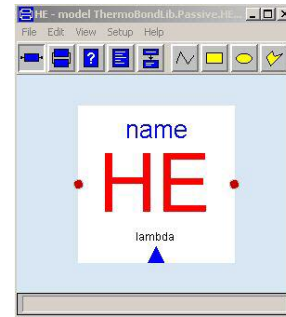 HE - model ThermoBondLib.Passive.HE...
File Edit View Setup Help
name
HE
lambda